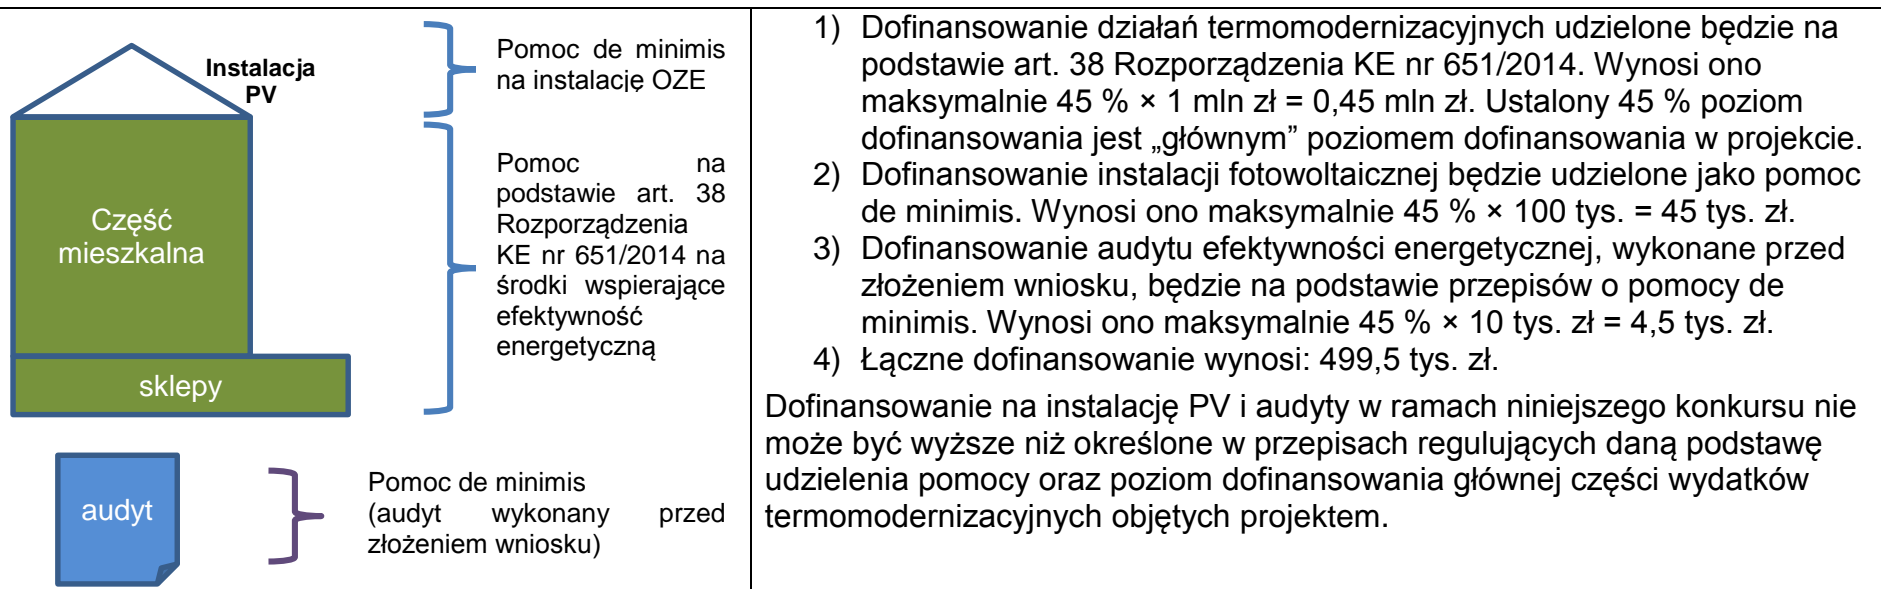 Instalacja
PV
Pomoc de minimis
na instalację OZE
Część
mieszkalna
Pomoc na
podstawie art. 38
Rozporządzenia
KE nr 651/2014 na
środki wspierające
efektywność
energetyczną
sklepy
audyt
Pomoc de minimis
(audyt wykonany przed
złożeniem wniosku)
1) Dofinansowanie działań termomodernizacyjnych udzielone będzie na
podstawie art. 38 Rozporządzenia KE nr 651/2014. Wynosi ono
maksymalnie 45 % × 1 mln zł = 0,45 mln zł. Ustalony 45 % poziom
dofinansowania jest „głównym” poziomem dofinansowania w projekcie.
2) Dofinansowanie instalacji fotowoltaicznej będzie udzielone jako pomoc
de minimis. Wynosi ono maksymalnie 45 % × 100 tys. = 45 tys. zł.
3) Dofinansowanie audytu efektywności energetycznej, wykonane przed
złożeniem wniosku, będzie na podstawie przepisów o pomocy de
minimis. Wynosi ono maksymalnie 45 % × 10 tys. zł = 4,5 tys. zł.
4) Łączne dofinansowanie wynosi: 499,5 tys. zł.
Dofinansowanie na instalację PV i audyty w ramach niniejszego konkursu nie
może być wyższe niż określone w przepisach regulujących daną podstawę
udzielenia pomocy oraz poziom dofinansowania głównej części wydatków
termomodernizacyjnych objętych projektem.